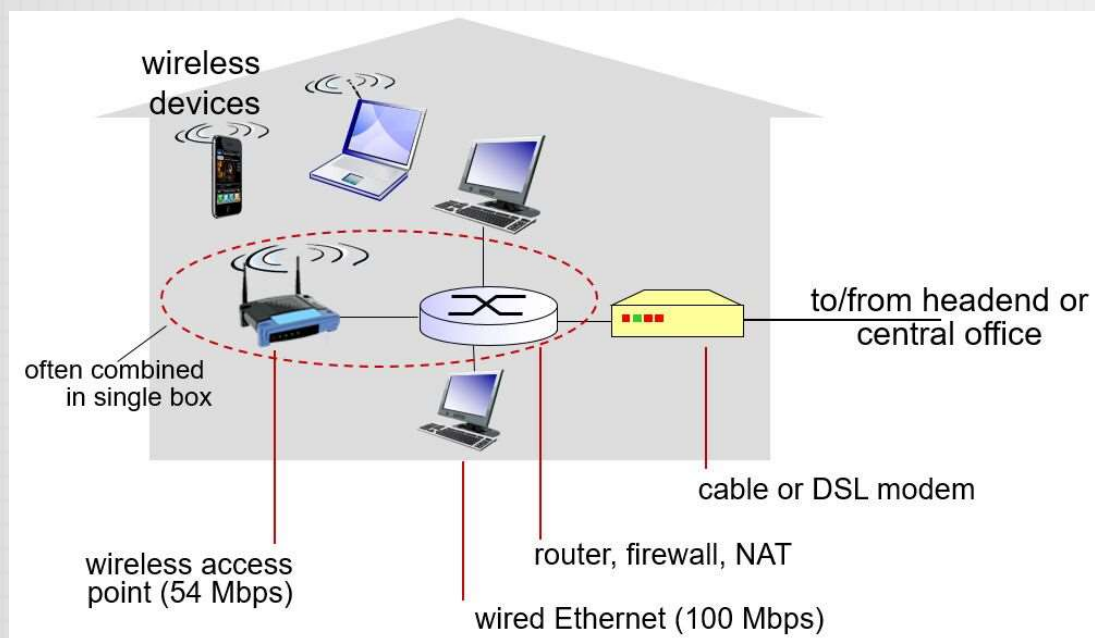 wireless
devices
to/from headend or
central office
often combined
in single box
cable or DSL modem
wireless access
point (54 Mbps)
router, firewall, NAT
wired Ethernet (100 Mbps)